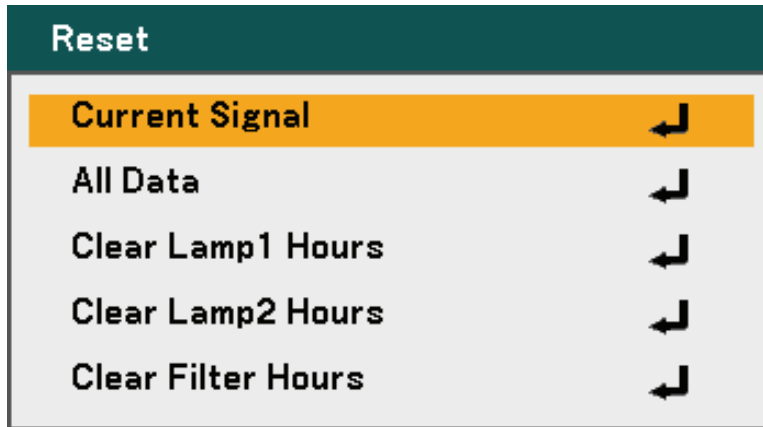 Reset
Current Signal
All Data
Clear Lamp1 Hours
Clear Lamp2 Hours
Clear Filter Hours